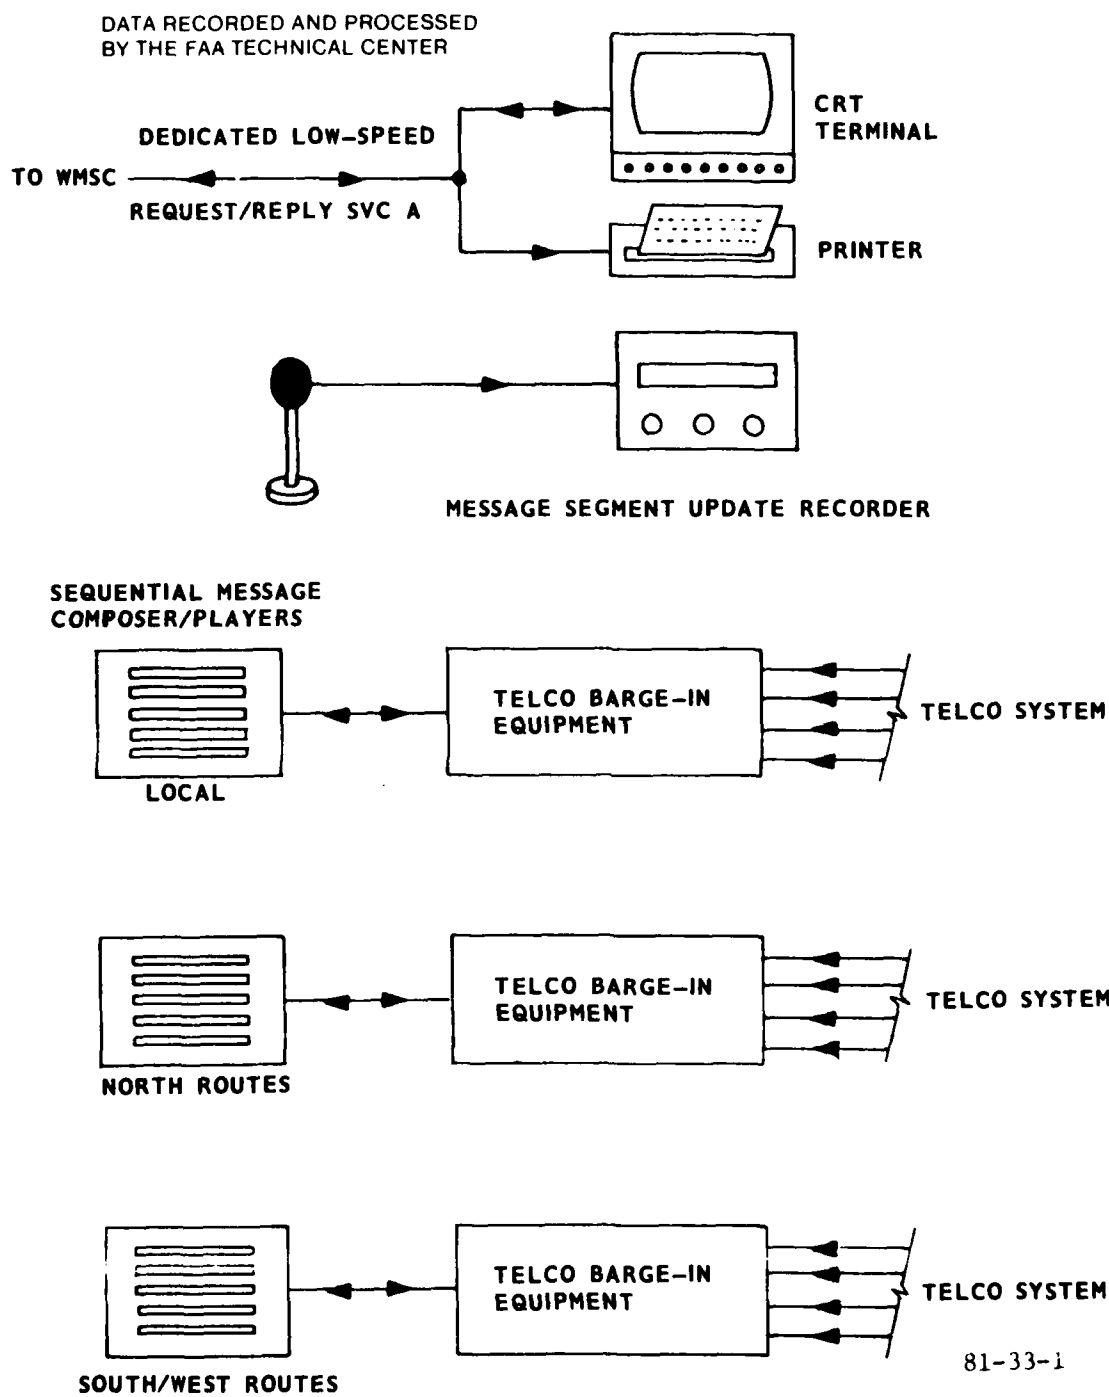 DATA RECORDED AND PROCESSED
BY THE FAA TECHNICAL CENTER
CRT
TERMINAL
DEDICATED LOW-SPEED
TO WMSC
REQUEST/REPLY SVC A
PRINTER
MESSAGE SEGMENT UPDATE RECORDER
SEQUENTIAL MESSAGE
COMPOSER/PLAYERS
TELCO BARGE-IN
EQUIPMENT
TELCO SYSTEM
LOCAL
TELCO BARGE-IN
EQUIPMENT
TELCO SYSTEM
NORTH ROUTES
TELCO BARGE-IN
EQUIPMENT
TELCO SYSTEM
SOUTH/WEST ROUTES
81-33-1